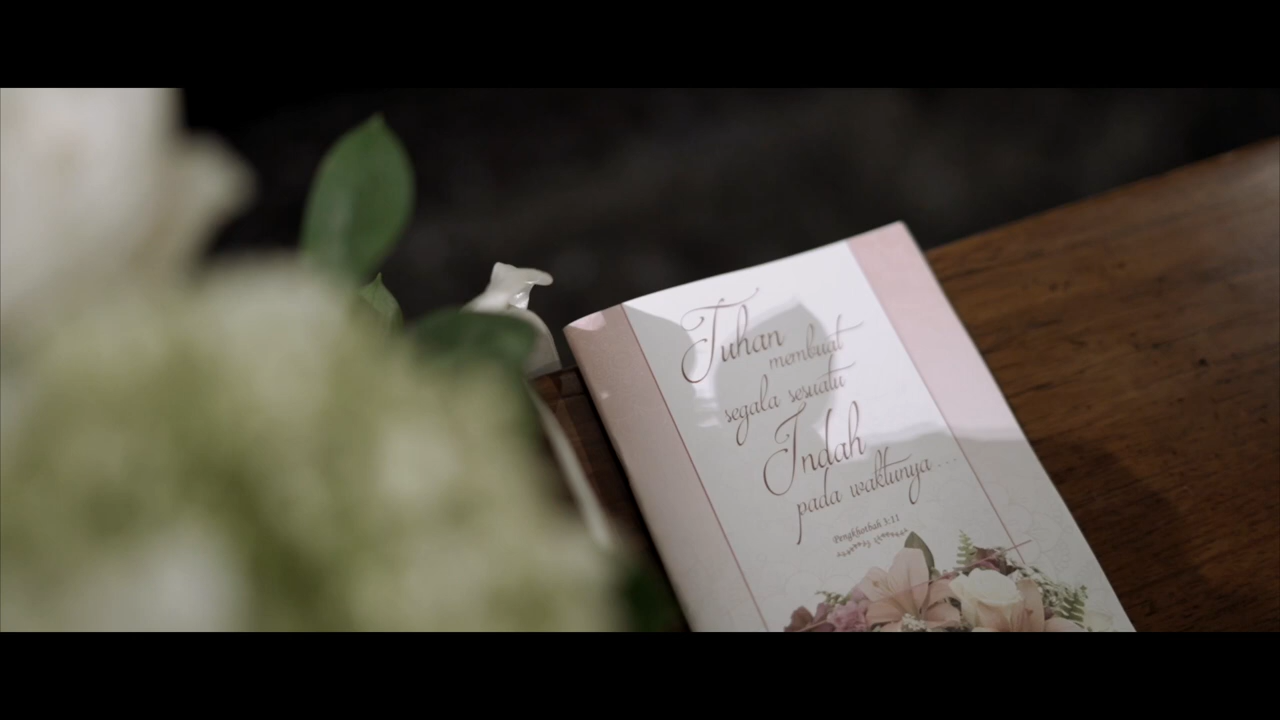 Tuhan
membuat
segala sesuatu
Indah
pada waktunya...
Pengkhotbah 3:11